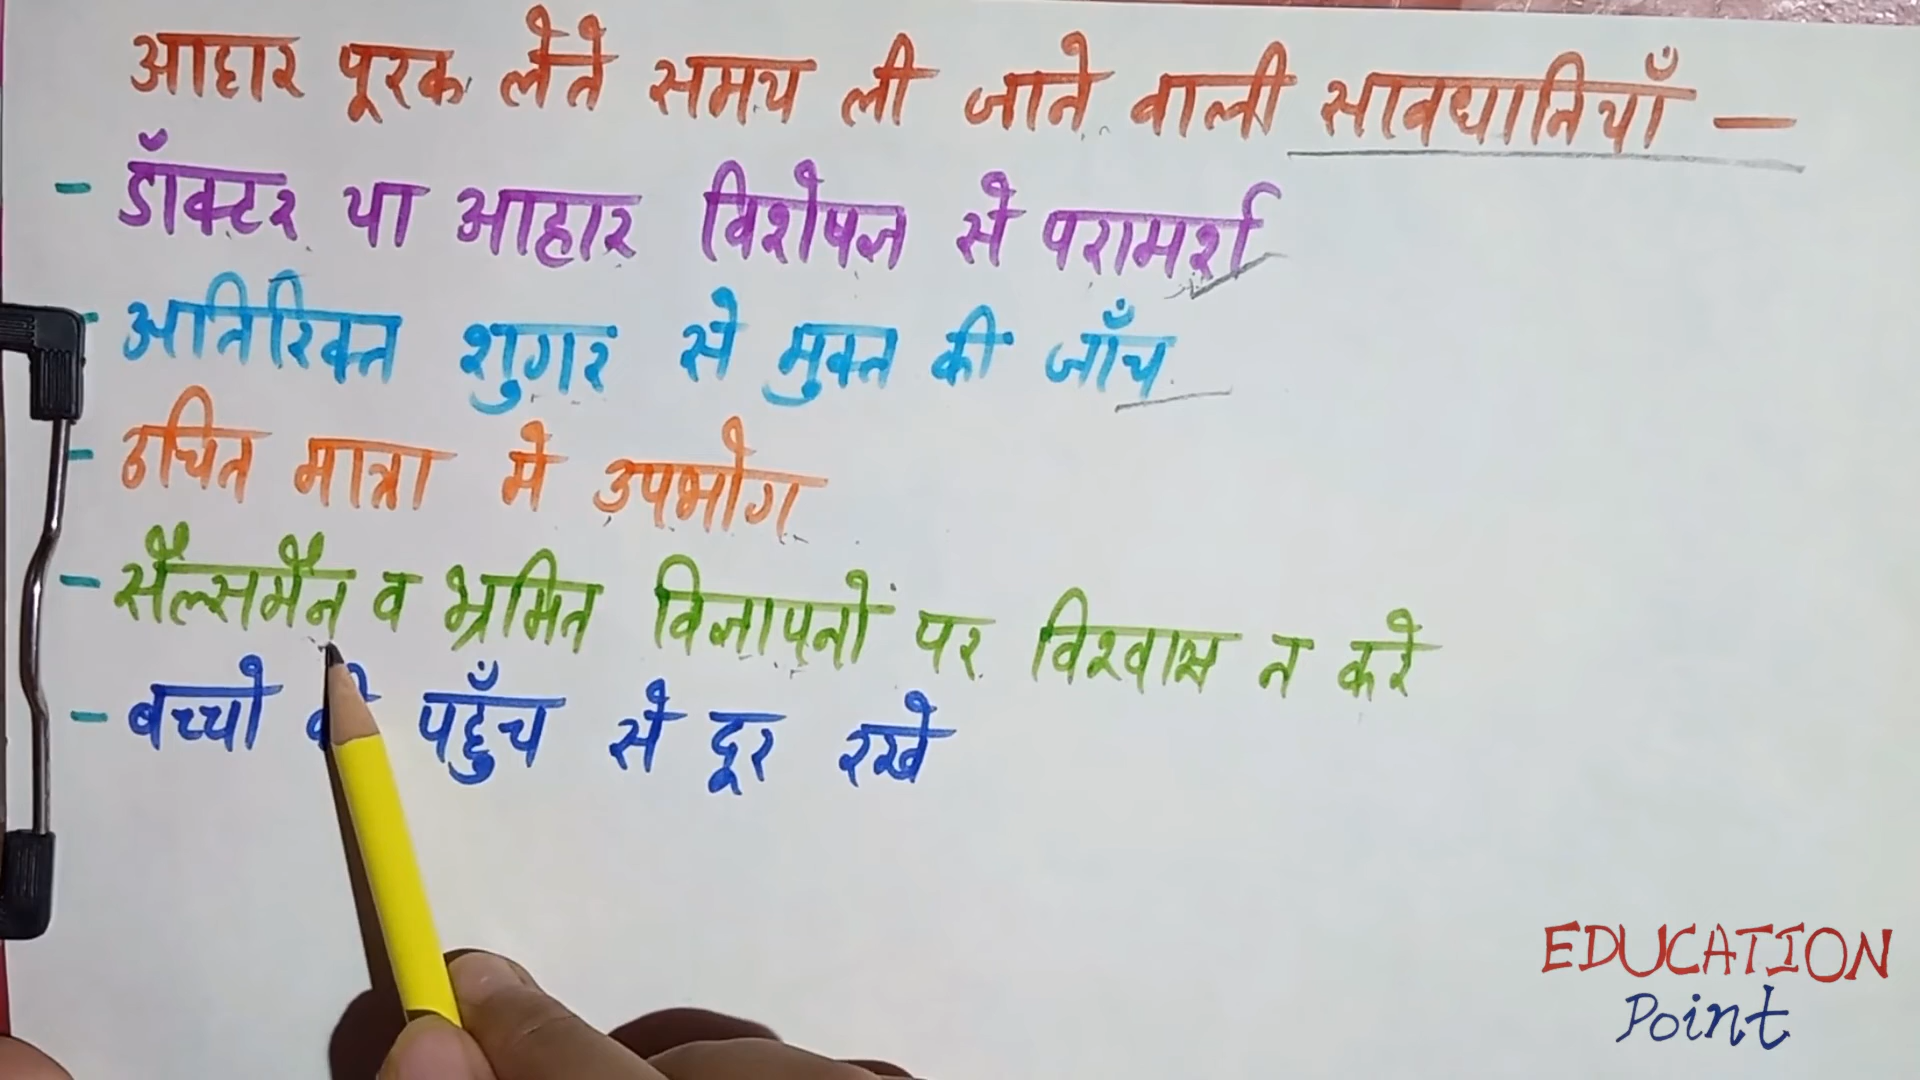 आहार पूरक लेते समय ली जाने वाली सावधानियाँ —
- डॉक्टर या आहार विशेषज्ञ से परामर्श
- अतिरिक्त शुगर से मुक्त की जाँच
- उचित मात्रा मे उपभोग
- सैल्समैन व भ्रमित विज्ञापनों पर विश्वास न करे
- बच्चो पहुँच से दूर रखे
EDUCATION
Point